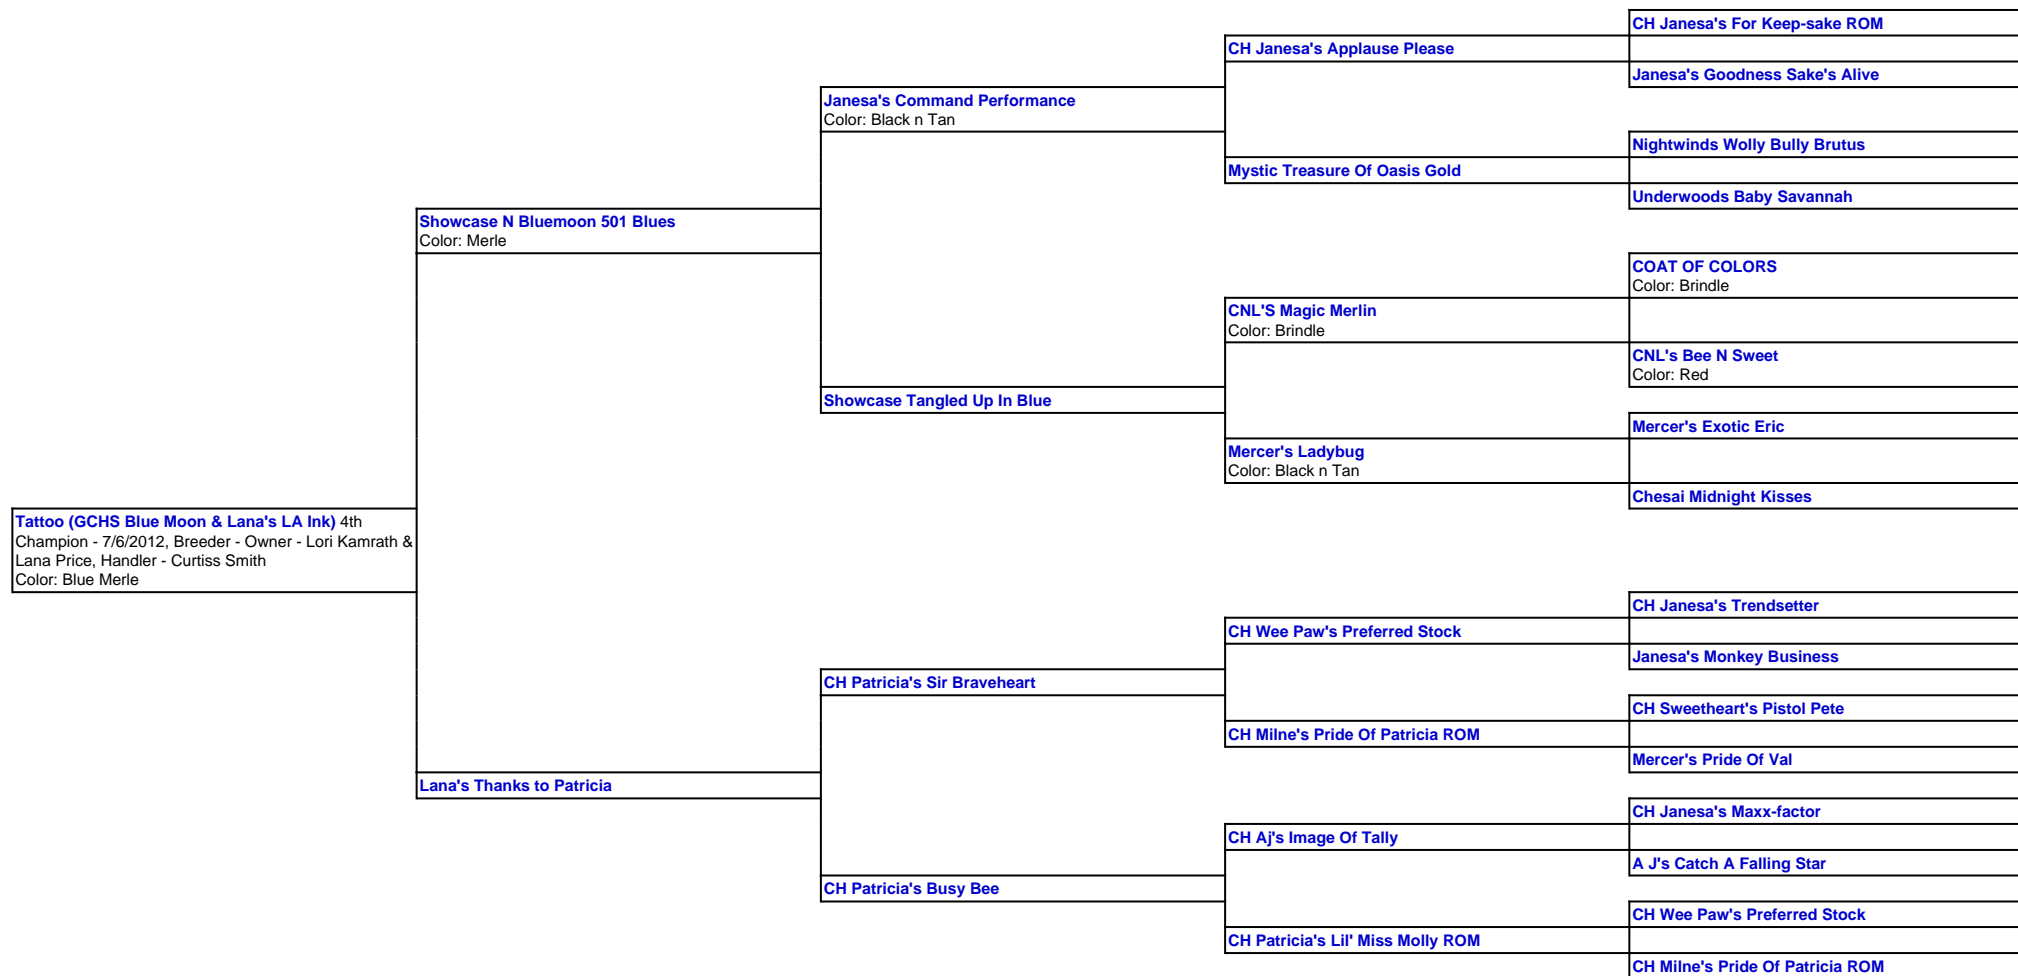 CH Janesa's For Keep-sake ROM
CH Janesa's Applause Please
Janesa's Goodness Sake's Alive
Janesa's Command Performance
Color: Black n Tan
Nightwinds Wolly Bully Brutus
Mystic Treasure Of Oasis Gold
Underwoods Baby Savannah
Showcase N Bluemoon 501 Blues
Color: Merle
COAT OF COLORS
Color: Brindle
CNL'S Magic Merlin
Color: Brindle
CNL's Bee N Sweet
Color: Red
Showcase Tangled Up In Blue
Mercer's Exotic Eric
Mercer's Ladybug
Color: Black n Tan
Chesai Midnight Kisses
Tattoo (GCHS Blue Moon & Lana's LA Ink) 4th
Champion - 7/6/2012, Breeder - Owner - Lori Kamrath &
Lana Price, Handler - Curtiss Smith
Color: Blue Merle
CH Janesa's Trendsetter
CH Wee Paw's Preferred Stock
Janesa's Monkey Business
CH Patricia's Sir Braveheart
CH Sweetheart's Pistol Pete
CH Milne's Pride Of Patricia ROM
Mercer's Pride Of Val
Lana's Thanks to Patricia
CH Janesa's Maxx-factor
CH Aj's Image Of Tally
A J's Catch A Falling Star
CH Patricia's Busy Bee
CH Wee Paw's Preferred Stock
CH Patricia's Lil' Miss Molly ROM
CH Milne's Pride Of Patricia ROM